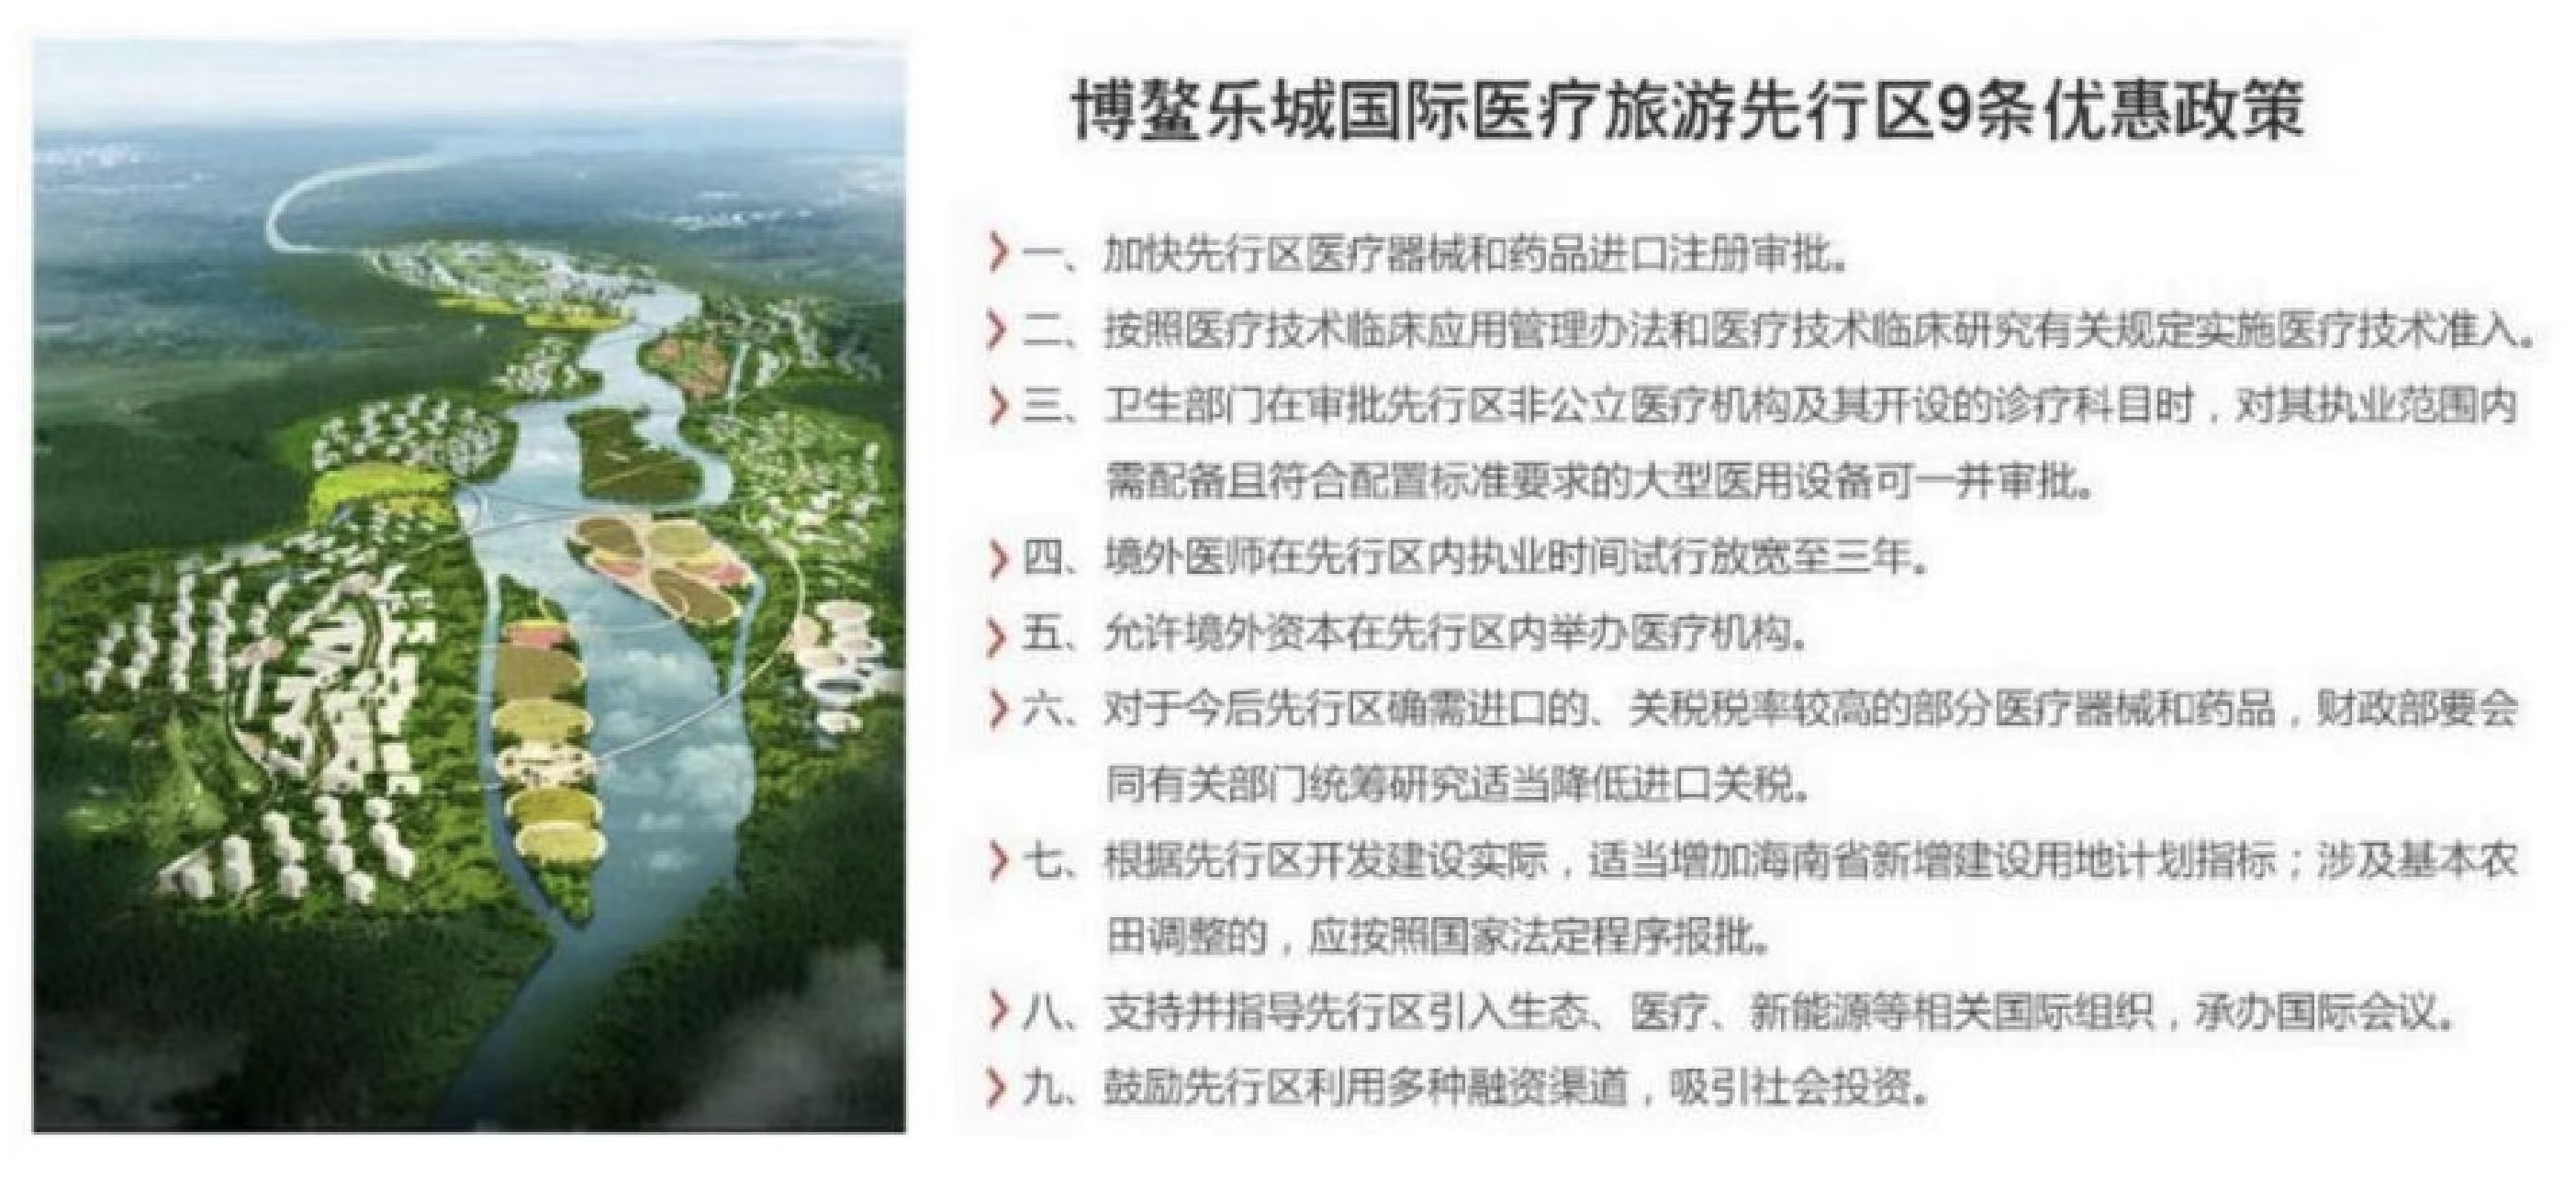 博鳌乐城国际医疗旅游先行区9条优惠政策
一、加快先行区医疗器械和药品进口注册审批。
二、按照医疗技术临床应用管理办法和医疗技术临床研究有关规定实施医疗技术准入。
三、卫生部门在审批先行区非公立医疗机构及其开设的诊疗科目时，对其执业范围内
需配备且符合配置标准要求的大型医用设备可一并审批。
四、境外医师在先行区内执业时间试行放宽至三年。
五、允许境外资本在先行区内举办医疗机构。
六、对于今后先行区确需进口的、关税税率较高的部分医疗器械和药品，财政部要会
同有关部门统筹研究适当降低进口关税。
七、根据先行区开发建设实际，适当增加海南省新增建设用地计划指标；涉及基本农
田调整的，应按照国家法定程序报批。
八、支持并指导先行区引入生态、医疗、新能源等相关国际组织，承办国际会议。
九、鼓励先行区利用多种融资渠道，吸引社会投资。